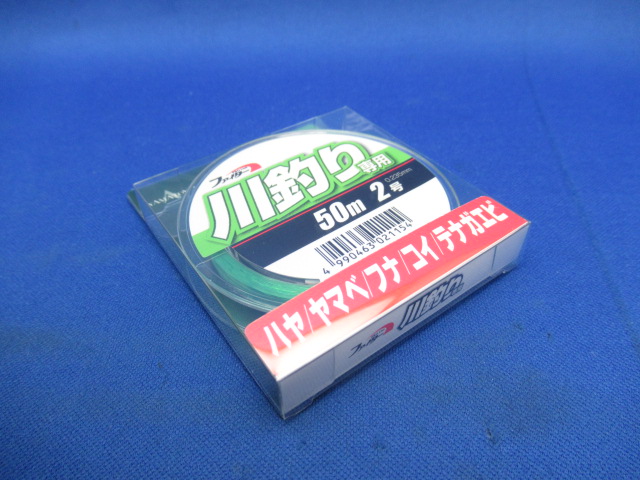 ファイター
川釣り専用
50m 2号
0.235mm
4 990463 021154
ハヤ/ヤマベ/フナ/コイ/テナガエビ
ファイター 川釣り